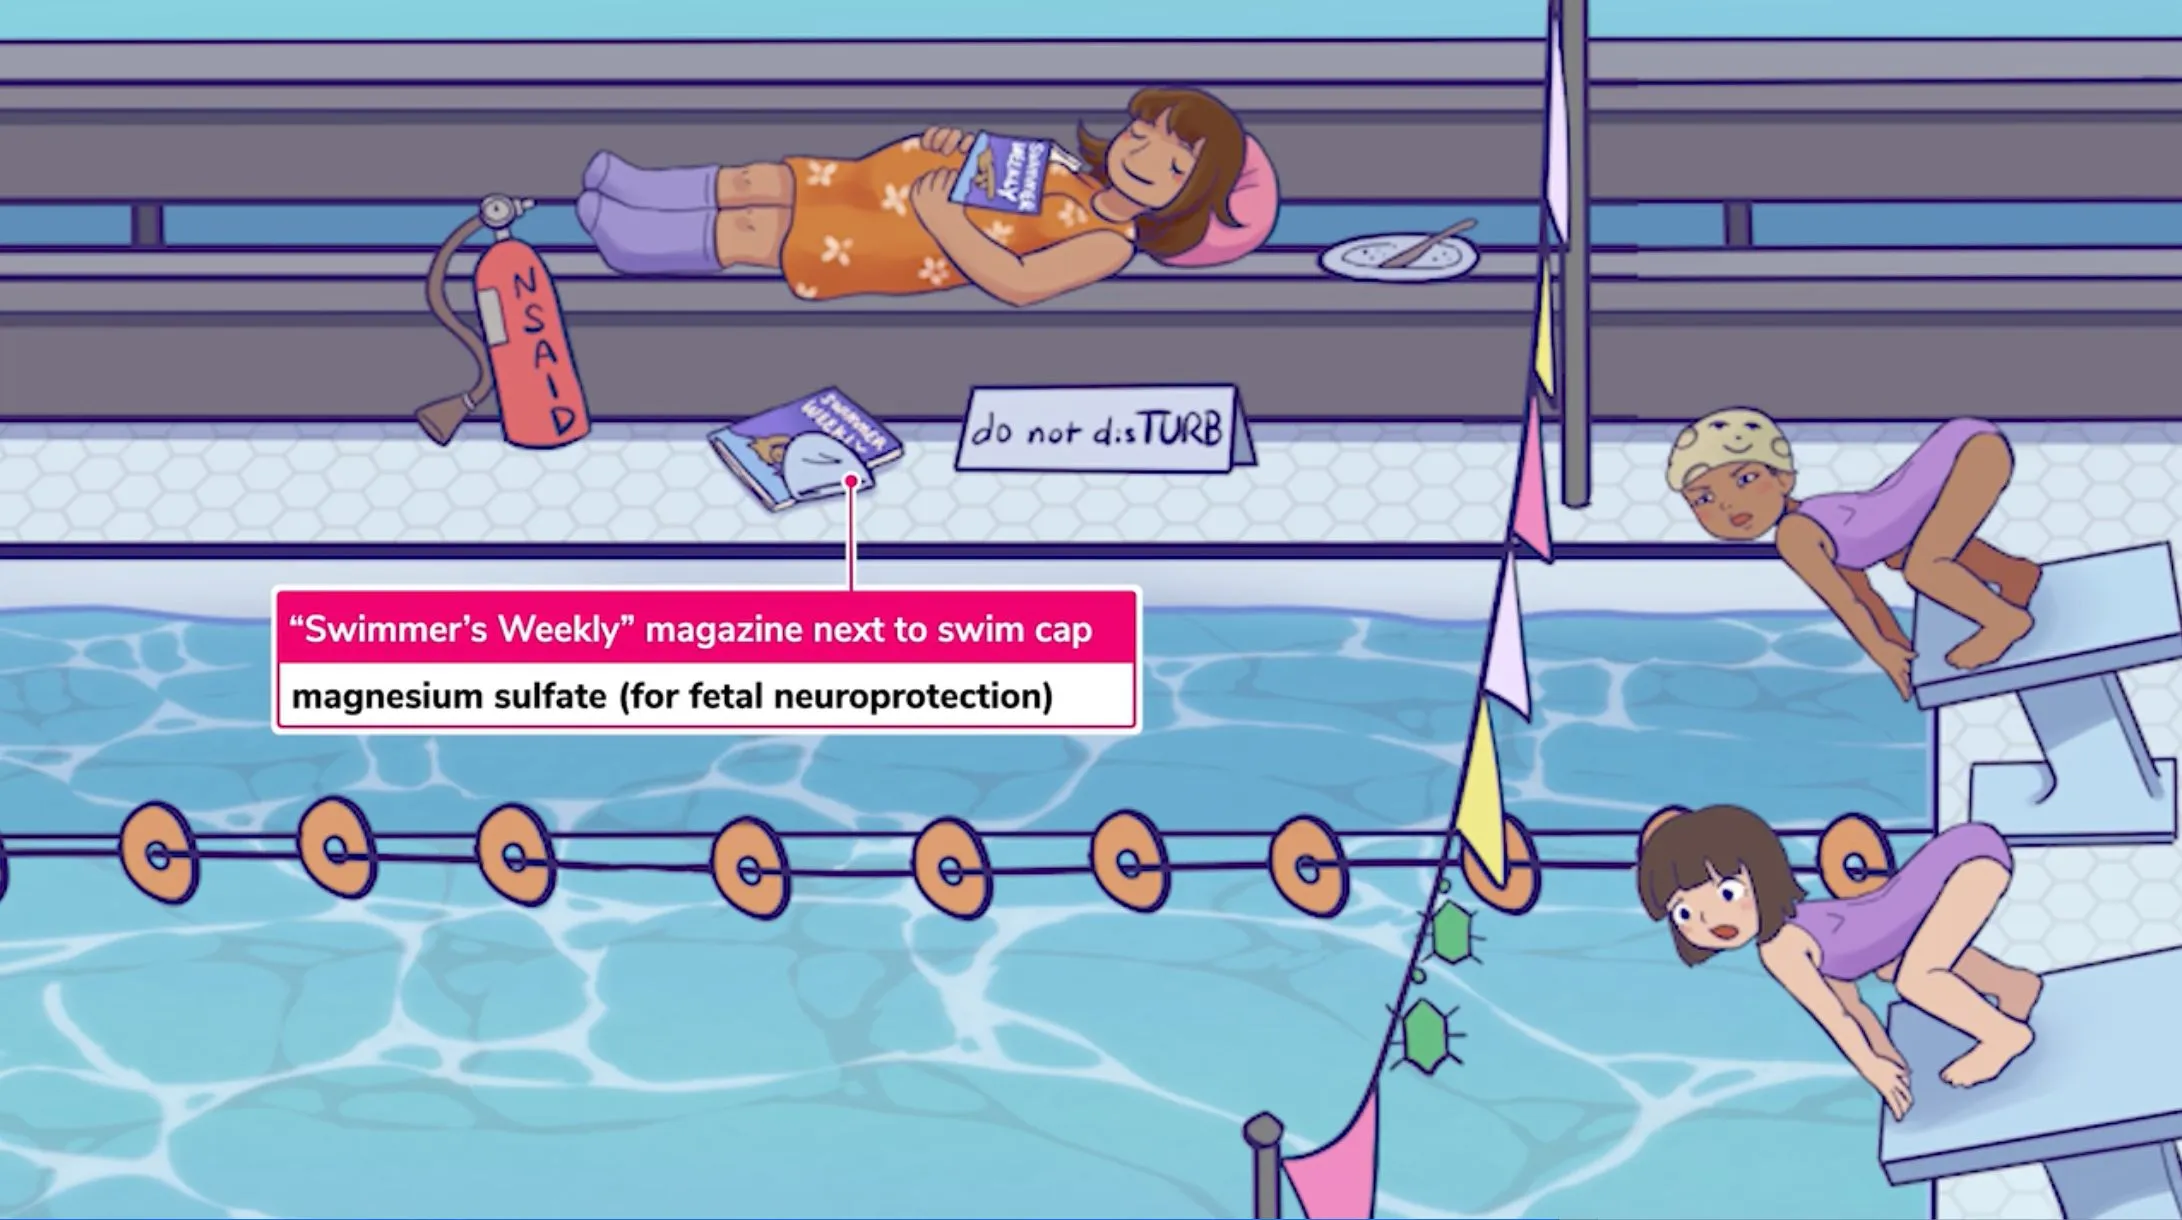 SWIMMER
WEEKLY
NSAID
SWIMMER
WEEKLY
do not disTURB
“Swimmer’s Weekly” magazine next to swim cap
magnesium sulfate (for fetal neuroprotection)